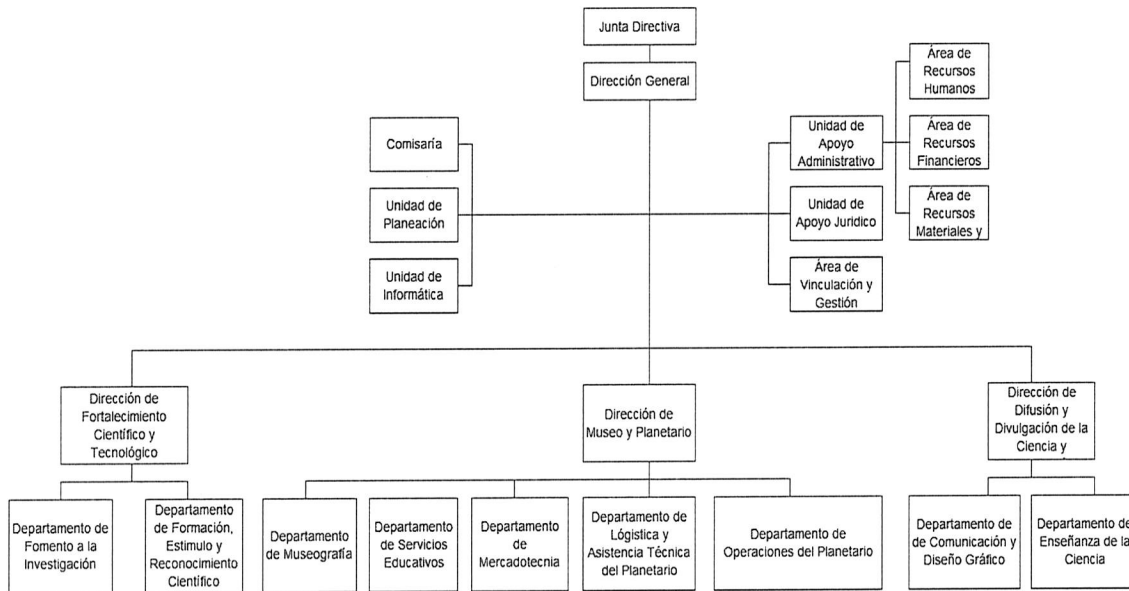 Junta Directiva
Dirección General
Comisaría
Unidad de
Planeación
Unidad de
Informática
Unidad de
Apoyo
Administrativo
Unidad de
Apoyo Juridico
Área de
Vinculación y
Gestión
Área de
Recursos
Humanos
Área de
Recursos
Financieros
Área de
Recursos
Materiales y
Dirección de
Fortalecimiento
Científico y
Tecnológico
Dirección de
Museo y Planetario
Dirección de
Difusión y
Divulgación de la
Ciencia y
Departamento de
Fomento a la
Investigación
Departamento
de Formación,
Estimulo y
Reconocimiento
Científico
Departamento
de Museografía
Departamento
de Servicios
Educativos
Departamento
de
Mercadotecnia
Departamento de
Lógistica y
Asistencia Técnica
del Planetario
Departamento de
Operaciones del Planetario
Departamento de
de Comunicación y
Diseño Gráfico
Departamento de
Enseñanza de la
Ciencia